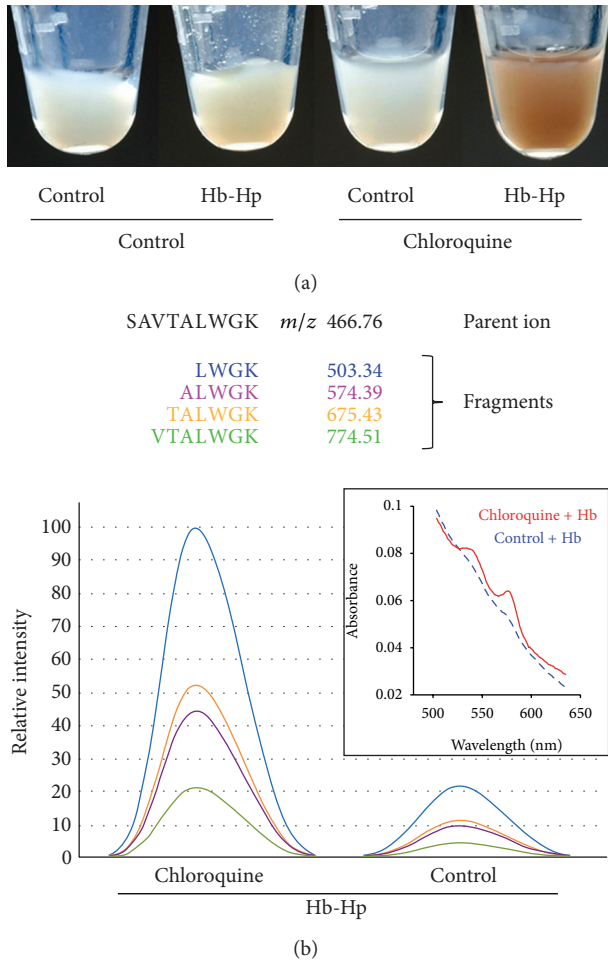 Control Hb-Hp Control Hb-Hp
Control Chloroquine
(a)
SAVTALWGK m/z 466.76 Parent ion
LWGK 503.34
ALWGK 574.39
TALWGK 675.43
VTALWGK 774.51
Fragments
100
90
80
70
60
50
40
30
20
10
0
Relative intensity
Chloroquine Control
Hb-Hp
0.1
0.08
0.06
0.04
0.02
Absorbance
Chloroquine + Hb
Control + Hb
500 550 600 650
Wavelength (nm)
(b)